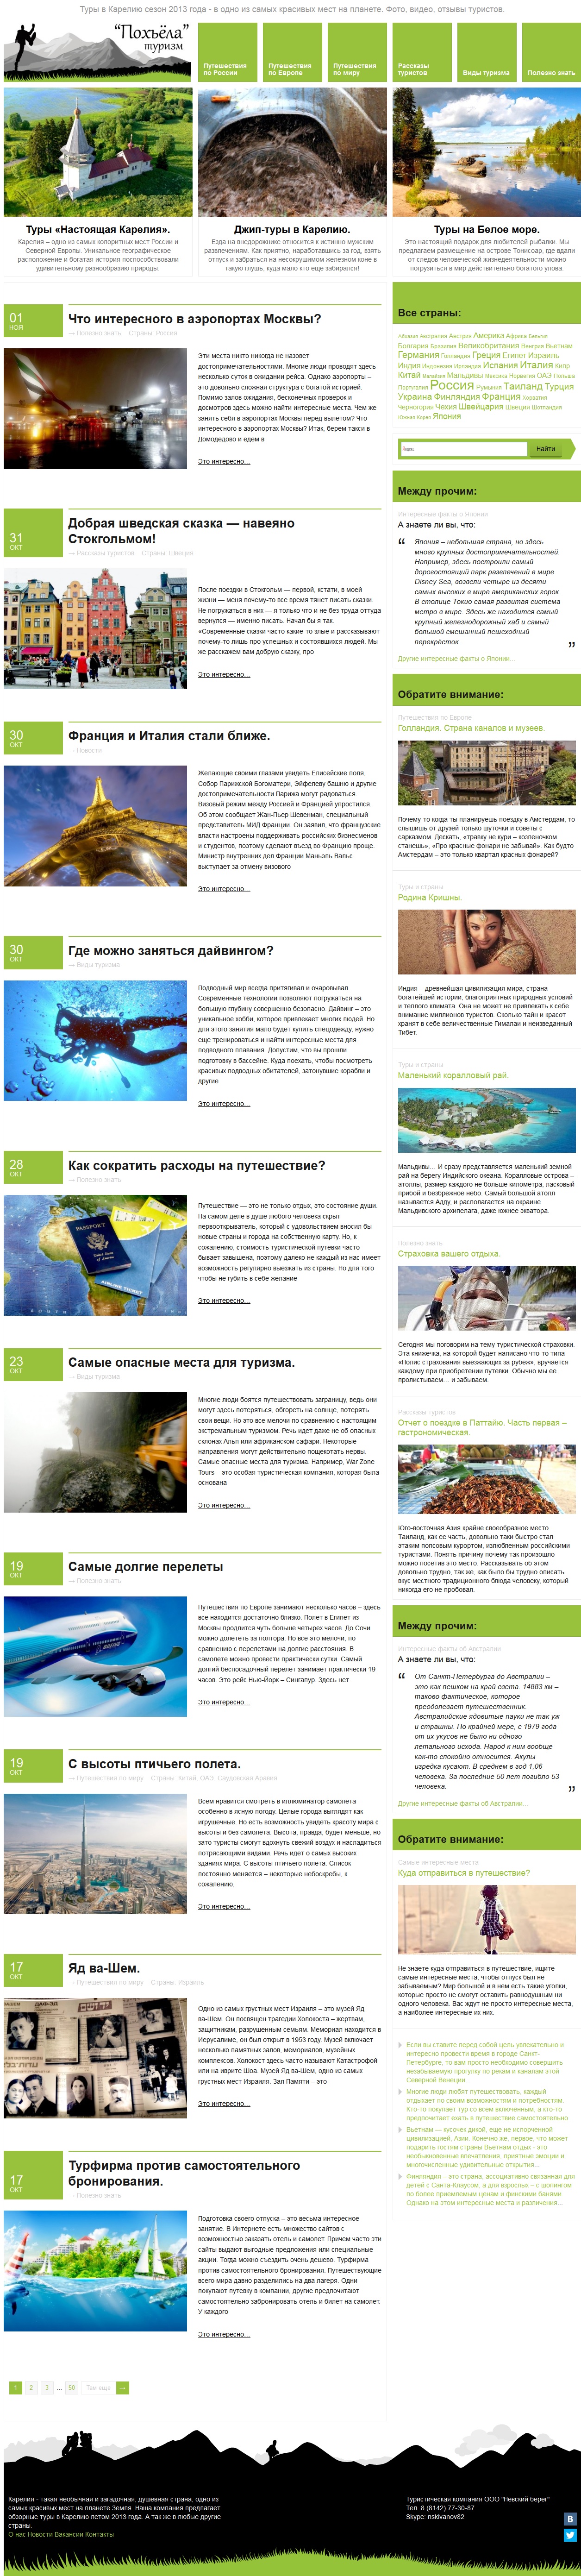 Туры в Карелию сезон 2013 года - в одно из самых красивых мест на планете. Фото, видео, отзывы туристов.
“Похъёла”
туризм
Путешествия
по России
Путешествия
по Европе
Путешествия
по миру
Рассказы
туристов
Виды туризма
Полезно знать
Туры «Настоящая Карелия».
Карелия – одно из самых колоритных мест России и
Северной Европы. Уникальное географическое
расположение и богатая история поспособствовали
удивительному разнообразию природы
Джип-туры в Карелию.
Езда на внедорожнике относится к истинно мужским
развлечениям. Как приятно, наработавшись за год, взять
отпуск и забраться на несокрушимом железном коне в
такую глушь, куда мало кто еще забирался!
Туры на Белое море.
Это настоящий подарок для любителей рыбалки. Мы
предлагаем размещение на острове Тонисоар, где вдали
от следов человеческой жизнедеятельности можно
погрузиться в мир действительно богатого улова.
01
НОЯ
Что интересного в аэропортах Москвы?
→ Полезно знать Страны: Россия
Эти места никто никогда не назовет
достопримечательностями. Многие люди проводят здесь
несколько суток в ожидании рейса. Однако аэропорты –
это довольно сложная структура с богатой историей.
Помимо залов ожидания, бесконечных проверок и
досмотров здесь можно найти интересные места. Чем же
занять себя в аэропортах Москвы перед вылетом? Что
интересного в аэропортах Москвы? Итак, берем такси в
Домодедово и едем в
Это интересно…
31
ОКТ
Добрая шведская сказка — навеяно
Стокгольмом!
→ Рассказы туристов Страны: Швеция
После поездки в Стокгольм — первой, кстати, в моей
жизни — меня почему-то все время тянет писать сказки.
Не погружаться в них — я только что и не без труда оттуда
вернулся — именно писать. Начал бы я так.
«Современные сказки часто какие-то злые и рассказывают
почему-то лишь про успешных и состоявшихся людей. Мы
же расскажем вам добрую сказку, про
Это интересно…
30
ОКТ
Франция и Италия стали ближе.
→ Новости
Желающие своими глазами увидеть Елисейские поля,
Собор Парижской Богоматери, Эйфелеву башню и другие
достопримечательности Парижа могут радоваться.
Визовый режим между Россией и Францией упростился.
Об этом сообщает Жан-Пьер Шевенман, специальный
представитель МИД Франции. Он заявил, что французские
власти настроены поддерживать российских бизнесменов
и студентов, поэтому сделают въезд во Францию проще.
Министр внутренних дел Франции Маньэль Вальс
выступает за отмену визового
Это интересно…
30
ОКТ
Где можно заняться дайвингом?
→ Виды туризма
Подводный мир всегда притягивал и очаровывал.
Современные технологии позволяют погружаться на
большую глубину совершенно безопасно. Дайвинг – это
уникальное хобби, которое привлекает многих людей. Но
для этого занятия мало будет купить спецодежду, нужно
еще тренироваться и найти интересные места для
подводного плавания. Допустим, что вы прошли
подготовку в бассейне. Куда поехать, чтобы посмотреть
красивых подводных обитателей, затонувшие корабли и
другие
Это интересно…
28
ОКТ
Как сократить расходы на путешествие?
→ Полезно знать
PASSPORT
AIRLINE TICKET
Путешествие — это не только отдых, это состояние души.
На самом деле в душе любого человека скрыт
первооткрыватель, который с удовольствием вносил бы
новые страны и города на собственную карту. Но, к
сожалению, стоимость туристической путевки часто
бывает завышена, поэтому далеко не каждый из нас имеет
возможность регулярно выезжать из страны. Но для того
чтобы не губить в себе желание
Это интересно…
23
ОКТ
Самые опасные места для туризма.
→ Виды туризма
Многие люди боятся путешествовать заграницу, ведь они
могут здесь потеряться, обгореть на солнце, потерять
свои вещи. Но это все мелочи по сравнению с настоящим
экстремальным туризмом. Речь идет даже не об опасных
склонах Альп или африканском сафари. Некоторые
направления могут действительно пощекотать нервы.
Самые опасные места для туризма. Например, War Zone
Tours – это особая туристическая компания, которая была
основана
Это интересно…
19
ОКТ
Самые долгие перелеты
→ Полезно знать
Путешествия по Европе занимают несколько часов – здесь
все находится достаточно близко. Полет в Египет из
Москвы продлится чуть больше четырех часов. До Сочи
можно долететь за полтора. Но все это мелочи, по
сравнению с перелетами на долгие расстояния. В
самолете можно провести практически сутки. Самый
долгий беспосадочный перелет занимает практически 19
часов. Это рейс Нью-Йорк – Сингапур. Здесь нет
Это интересно…
19
ОКТ
С высоты птичьего полета.
→ Путешествия по миру Страны: Китай, ОАЭ, Саудовская Аравия
Всем нравится смотреть в иллюминатор самолета
особенно в ясную погоду. Целые города выглядят как
игрушечные. Но есть возможность увидеть красоту мира с
высоты и без самолета. Высота, правда, будет меньше, но
зато туристы смогут вдохнуть свежий воздух и насладиться
потрясающими видами. Речь идет о самых высоких
зданиях мира. С высоты птичьего полета. Список
постоянно меняется – некоторые небоскребы, к
сожалению,
Это интересно…
17
ОКТ
Яд ва-Шем.
→ Путешествия по миру Страны: Израиль
Одно из самых грустных мест Израиля – это музей Яд
ва-Шем. Он посвящен трагедии Холокоста – жертвам,
защитникам, разрушенным семьям. Мемориал находится в
Иерусалиме, он был открыт в 1953 году. Музей включает
несколько памятных залов, мемориалов, музейных
комплексов. Холокост здесь часто называют Катастрофой
или на иврите Шоа. Музей Яд ва-Шем, одно из самых
грустных мест Израиля. Зал Памяти – это
Это интересно…
17
ОКТ
Турфирма против самостоятельного
бронирования.
→ Полезно знать
Подготовка своего отпуска – это весьма интересное
занятие. В Интернете есть множество сайтов с
возможностью заказать отель и самолет. Причем часто эти
сайты выдают выгодные предложения или специальные
акции. Тогда можно съездить очень дешево. Турфирма
против самостоятельного бронирования. Путешествующие
всего мира давно разделились на два лагеря. Одни
покупают путевку в компании, другие предпочитают
самостоятельно забронировать отель и билет на самолет.
У каждого
Это интересно…
1 2 3 ... 58 Там ещё →
Все страны:
Абхазия Австралия Австрия Америка Африка Бельгия
Болгария Бразилия Великобритания Венгрия Вьетнам
Германия Голландия Греция Египет Израиль
Индия Индонезия Ирландия Испания Италия Кипр
Китай Малайзия Мальдивы Мексика Норвегия ОАЭ Польша
Португалия Россия Румыния Таиланд Турция
Украина Финляндия Франция Хорватия
Черногория Чехия Швейцария Швеция Шотландия
Южная Корея Япония
Найти
Между прочим:
Интересные факты о Японии
А знаете ли вы, что:
“ Япония – небольшая страна, но здесь
много крупных достопримечательностей.
Например, здесь построили самый
дорогостоящий парк развлечений в мире
Disney Sea, возвели четыре из десяти
самых высоких в мире американских горок.
В столице Токио самая развитая система
метро в мире. Здесь же находится самый
крупный железнодорожный хаб и самый
большой смешанный пешеходный
перекрёсток. ”
Другие интересные факты о Японии...
Обратите внимание:
Путешествия по Европе
Голландия. Страна каналов и музеев.
Почему-то когда ты планируешь поездку в Амстердам, то
слышишь от друзей только шуточки и советы с
сарказмом. Дескать, «травку не кури – козленочком
станешь», «Про красные фонари не забывай». Как будто
Амстердам – это только квартал красных фонарей?
Туры и страны
Родина Кришны.
Индия – древнейшая цивилизация мира, страна
богатейшей истории, благоприятных природных условий
и теплого климата. Она не может не привлекать к себе
внимание миллионов туристов. Сколько тайн и красот
хранят в себе величественные Гималаи и неизведанный
Тибет.
Туры и страны
Маленький коралловый рай.
Мальдивы… И сразу представляется маленький земной
рай на берегу Индийского океана. Коралловые острова –
атоллы, размер каждого не больше километра, ласковый
прибой и безбрежное небо. Самый большой атолл
называется Адду, и располагается на окраине
Мальдивского архипелага, даже южнее экватора.
Полезно знать
Страховка вашего отдыха.
Сегодня мы поговорим на тему туристической страховки.
Эта книжечка, на которой будет написано что-то типа
«Полис страхования выезжающих за рубеж», вручается
каждому при приобретении путевки. Обычно мы ее
пролистываем… и забываем.
Рассказы туристов
Отчет о поездке в Паттайю. Часть первая –
гастрономическая.
Юго-восточная Азия крайне своеобразное место.
Таиланд, как ее часть, довольно таки быстро стал
этаким попсовым курортом, излюбленным российскими
туристами. Понять причину почему так произошло
можно посетив это место. Рассказывать об этом
довольно трудно, так же, как было бы трудно описать
вкус местного традиционного блюда человеку, который
никогда его не пробовал.
Между прочим:
Интересные факты об Австралии
А знаете ли вы, что:
“ От Санкт-Петербурга до Австралии –
это как пешком на край света. 14883 км –
таково фактическое, которое
преодолевает путешественник.
Австралийские ядовитые пауки не так уж
и страшны. По крайней мере, с 1979 года
от их укусов не было ни одного
летального исхода. Народ к ним вообще
как-то спокойно относится. Акулы
изредка кусают. В среднем в год 1,06
человека. За последние 50 лет погибло 53
человека. ”
Другие интересные факты об Австралии...
Обратите внимание:
Самые интересные места
Куда отправиться в путешествие?
Не знаете куда отправиться в путешествие, ищите
самые интересные места, чтобы отпуск был не
забываемым? Мир большой и в нем есть такие уголки,
которые просто не смогут оставить равнодушным ни
одного человека. Вас ждут не просто интересные места,
а наиболее интересные их них.
Если вы ставите перед собой цель увлекательно и
интересно провести время в городе Санкт-
Петербурге, то вам просто необходимо совершить
незабываемую прогулку по рекам и каналам этой
Северной Венеции...
Многие люди любят путешествовать, каждый
отдыхает по своим возможностям и потребностям.
Кто-то покупает тур со всем включенным, а кто-то
предпочитает ехать в путешествие самостоятельно...
Вьетнам — кусочек дикой, еще не испорченной
цивилизацией, Азии. Конечно же, первое, что может
подарить гостям страны Вьетнам отдых - это
необыкновенные впечатления, приятные эмоции и
многочисленные удивительные открытия...
Финляндия – это страна, ассоциативно связанная для
детей с Санта-Клаусом, а для взрослых – с шопингом
по более приемлемым ценам и финскими банями.
Однако на этом интересные места и развлечения...
Карелия - такая необычная и загадочная, душевная страна, одно из
самых красивых мест на планете Земля. Наша компания предлагает
обзорные туры в Карелию летом 2013 года. А так же в любые другие
страны.
О нас Новости Вакансии Контакты
Туристическая компания ООО "Невский берег"
Тел. 8 (8142) 77-30-87
Skype: nskivanov82